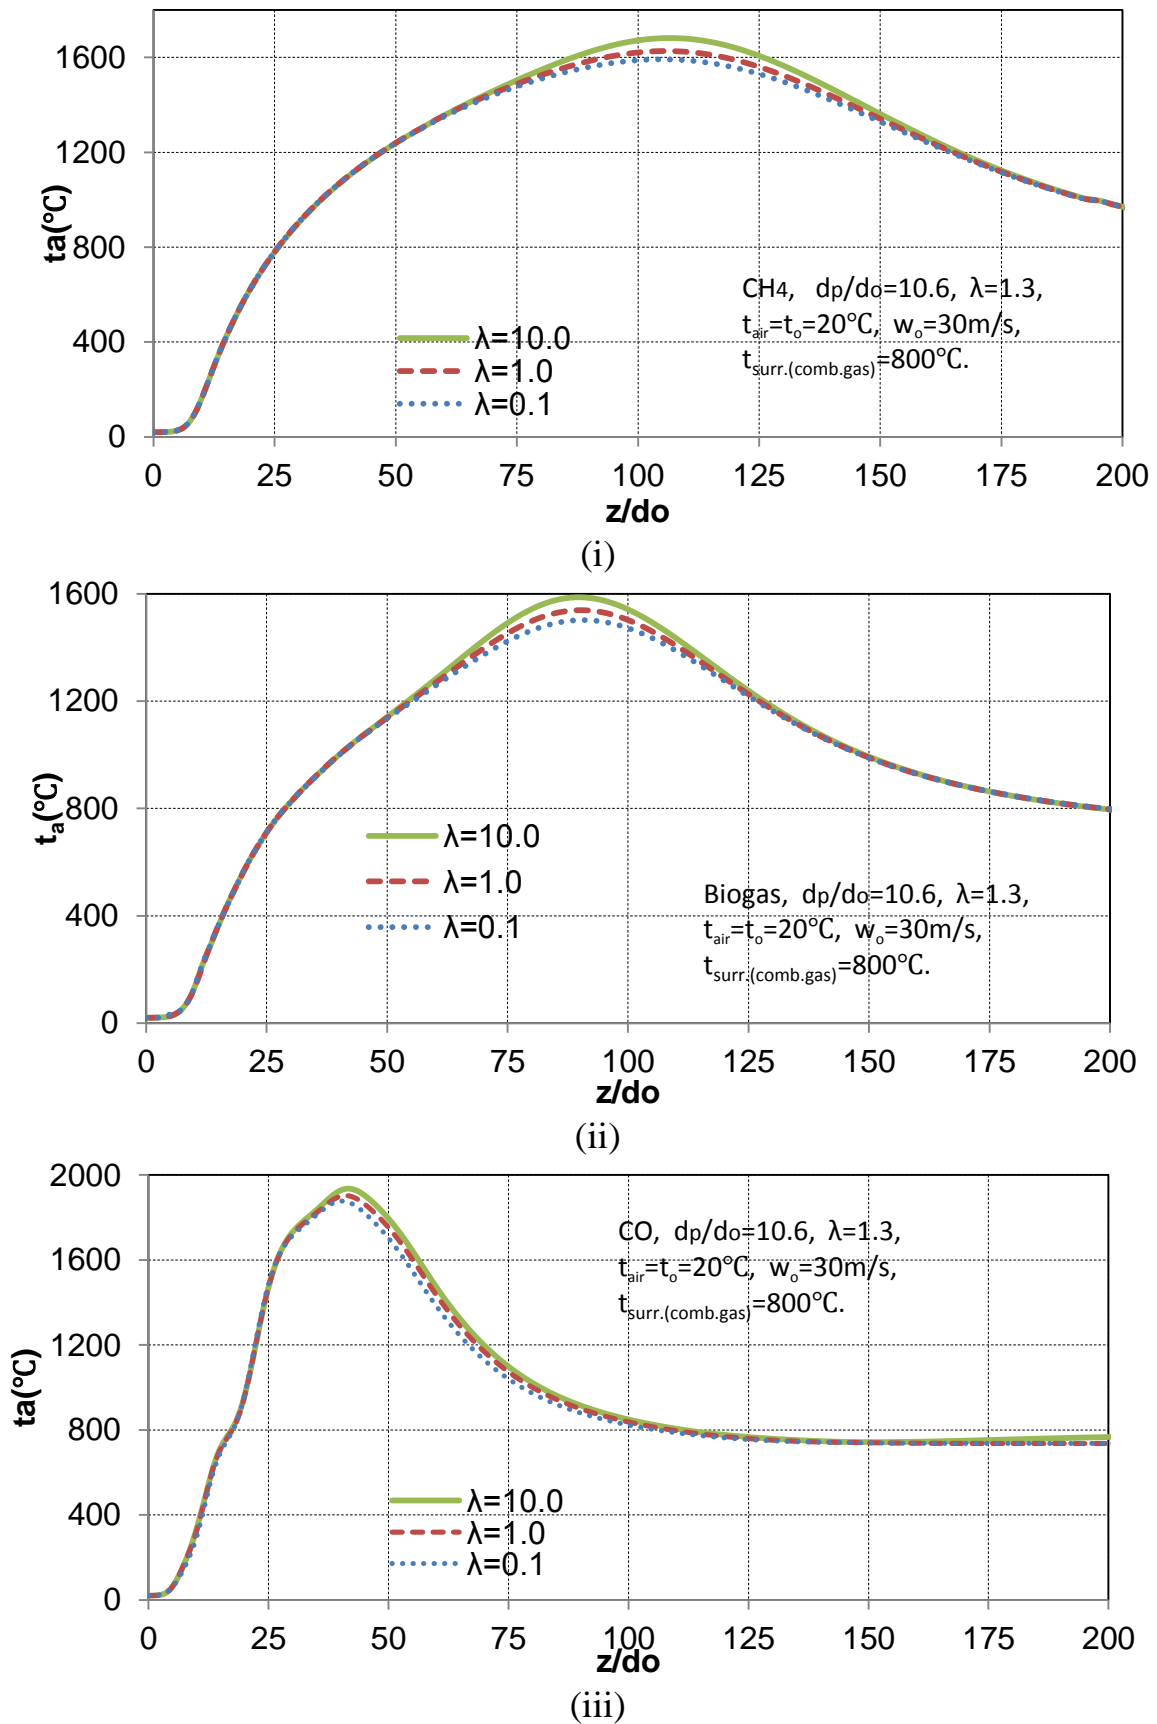 1600
1200
800
400
0
ta(℃)
CH4, dp/do=10.6, λ=1.3,
tair=to=20℃, wo=30m/s,
tsurr.(comb.gas)=800℃.
λ=10.0
λ=1.0
λ=0.1
0 25 50 75 100 125 150 175 200
z/do
(i)
1600
1200
800
400
0
ta(℃)
λ=10.0
λ=1.0
λ=0.1
Biogas, dp/do=10.6, λ=1.3,
tair=to=20℃, wo=30m/s,
tsurr.(comb.gas)=800℃.
0 25 50 75 100 125 150 175 200
z/do
(ii)
2000
1600
1200
800
400
0
ta(℃)
CO, dp/do=10.6, λ=1.3,
tair=to=20℃, wo=30m/s,
tsurr.(comb.gas)=800℃.
λ=10.0
λ=1.0
λ=0.1
0 25 50 75 100 125 150 175 200
z/do
(iii)